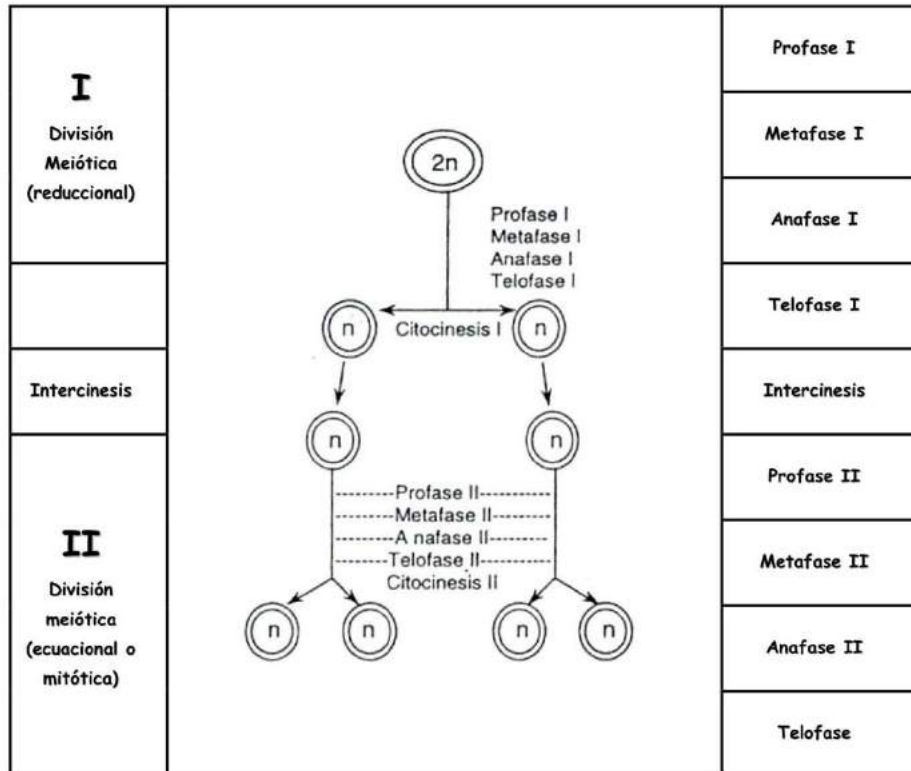 I
División
Meiótica
(reduccional)
Intercinesis
II
División
meiótica
(ecuacional o
mitótica)
2n
Profase I
Metafase I
Anafase I
Telofase I
n
Citocinesis I
n
n
n
Profase II
Metafase II
A nafase II
Telofase II
Citocinesis II
n
n
n
n
Profase I
Metafase I
Anafase I
Telofase I
Intercinesis
Profase II
Metafase II
Anafase II
Telofase